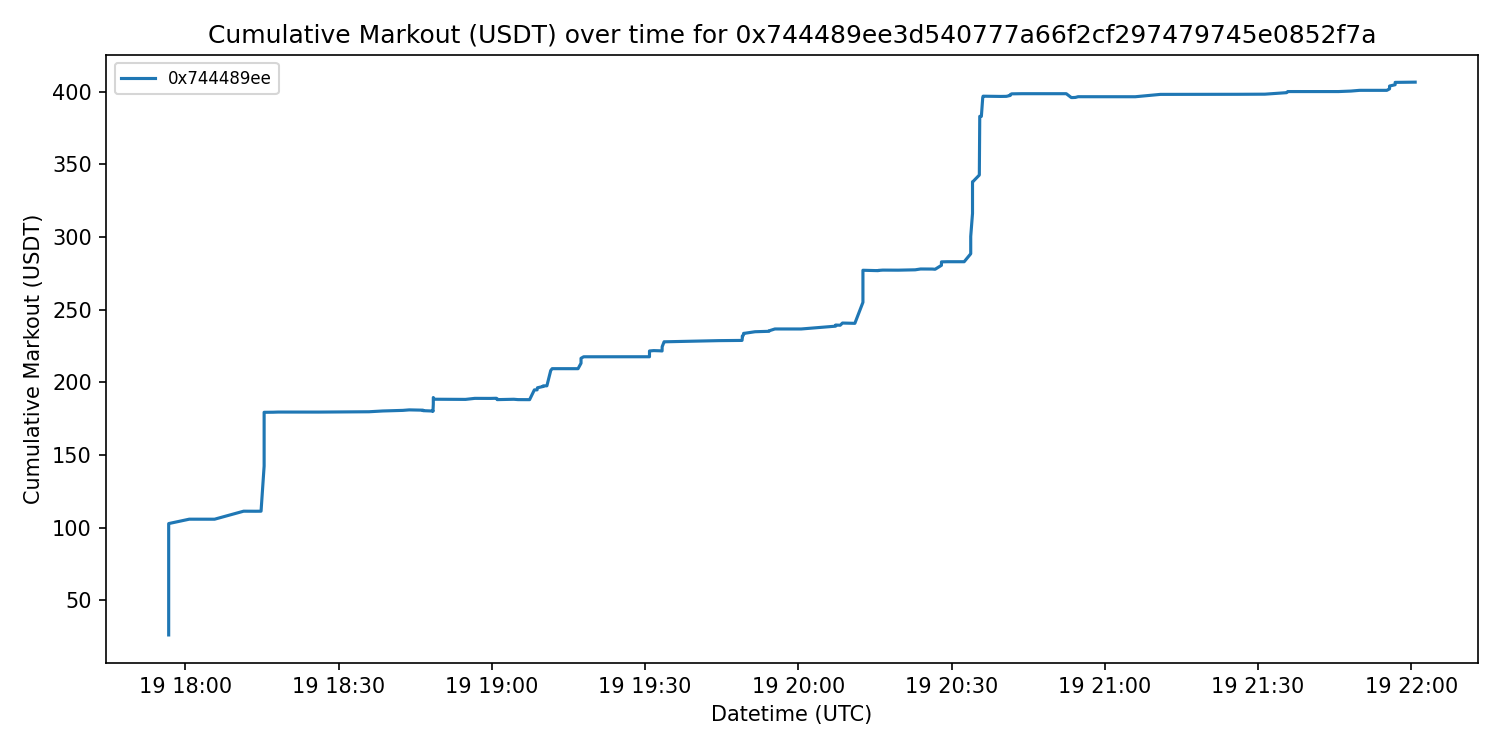 Cumulative Markout (USDT) over time for 0x744489ee3d540777a66f2cf297479745e0852f7a
0x744489ee
Cumulative Markout (USDT)
400
350
300
250
200
150
100
50
19 18:00 19 18:30 19 19:00 19 19:30 19 20:00 19 20:30 19 21:00 19 21:30 19 22:00
Datetime (UTC)